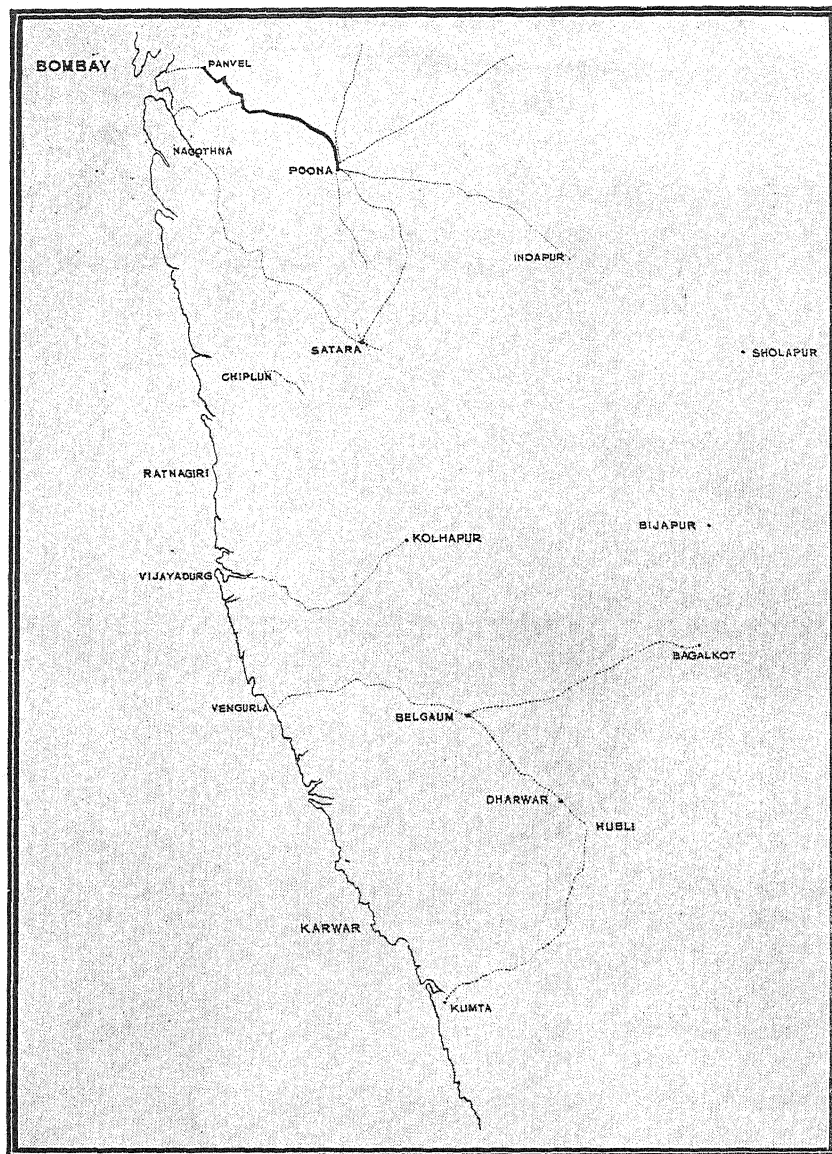 BOMBAY
PANVEL
NAGOTHNA
POONA
INDAPUR
SATARA
SHOLAPUR
CHIPLUN
RATNAGIRI
BIJAPUR
KOLHAPUR
VIJAYADURG
BAGALKOT
VENGURLA
BELGAUM
DHARWAR
HUBLI
KARWAR
KUMTA